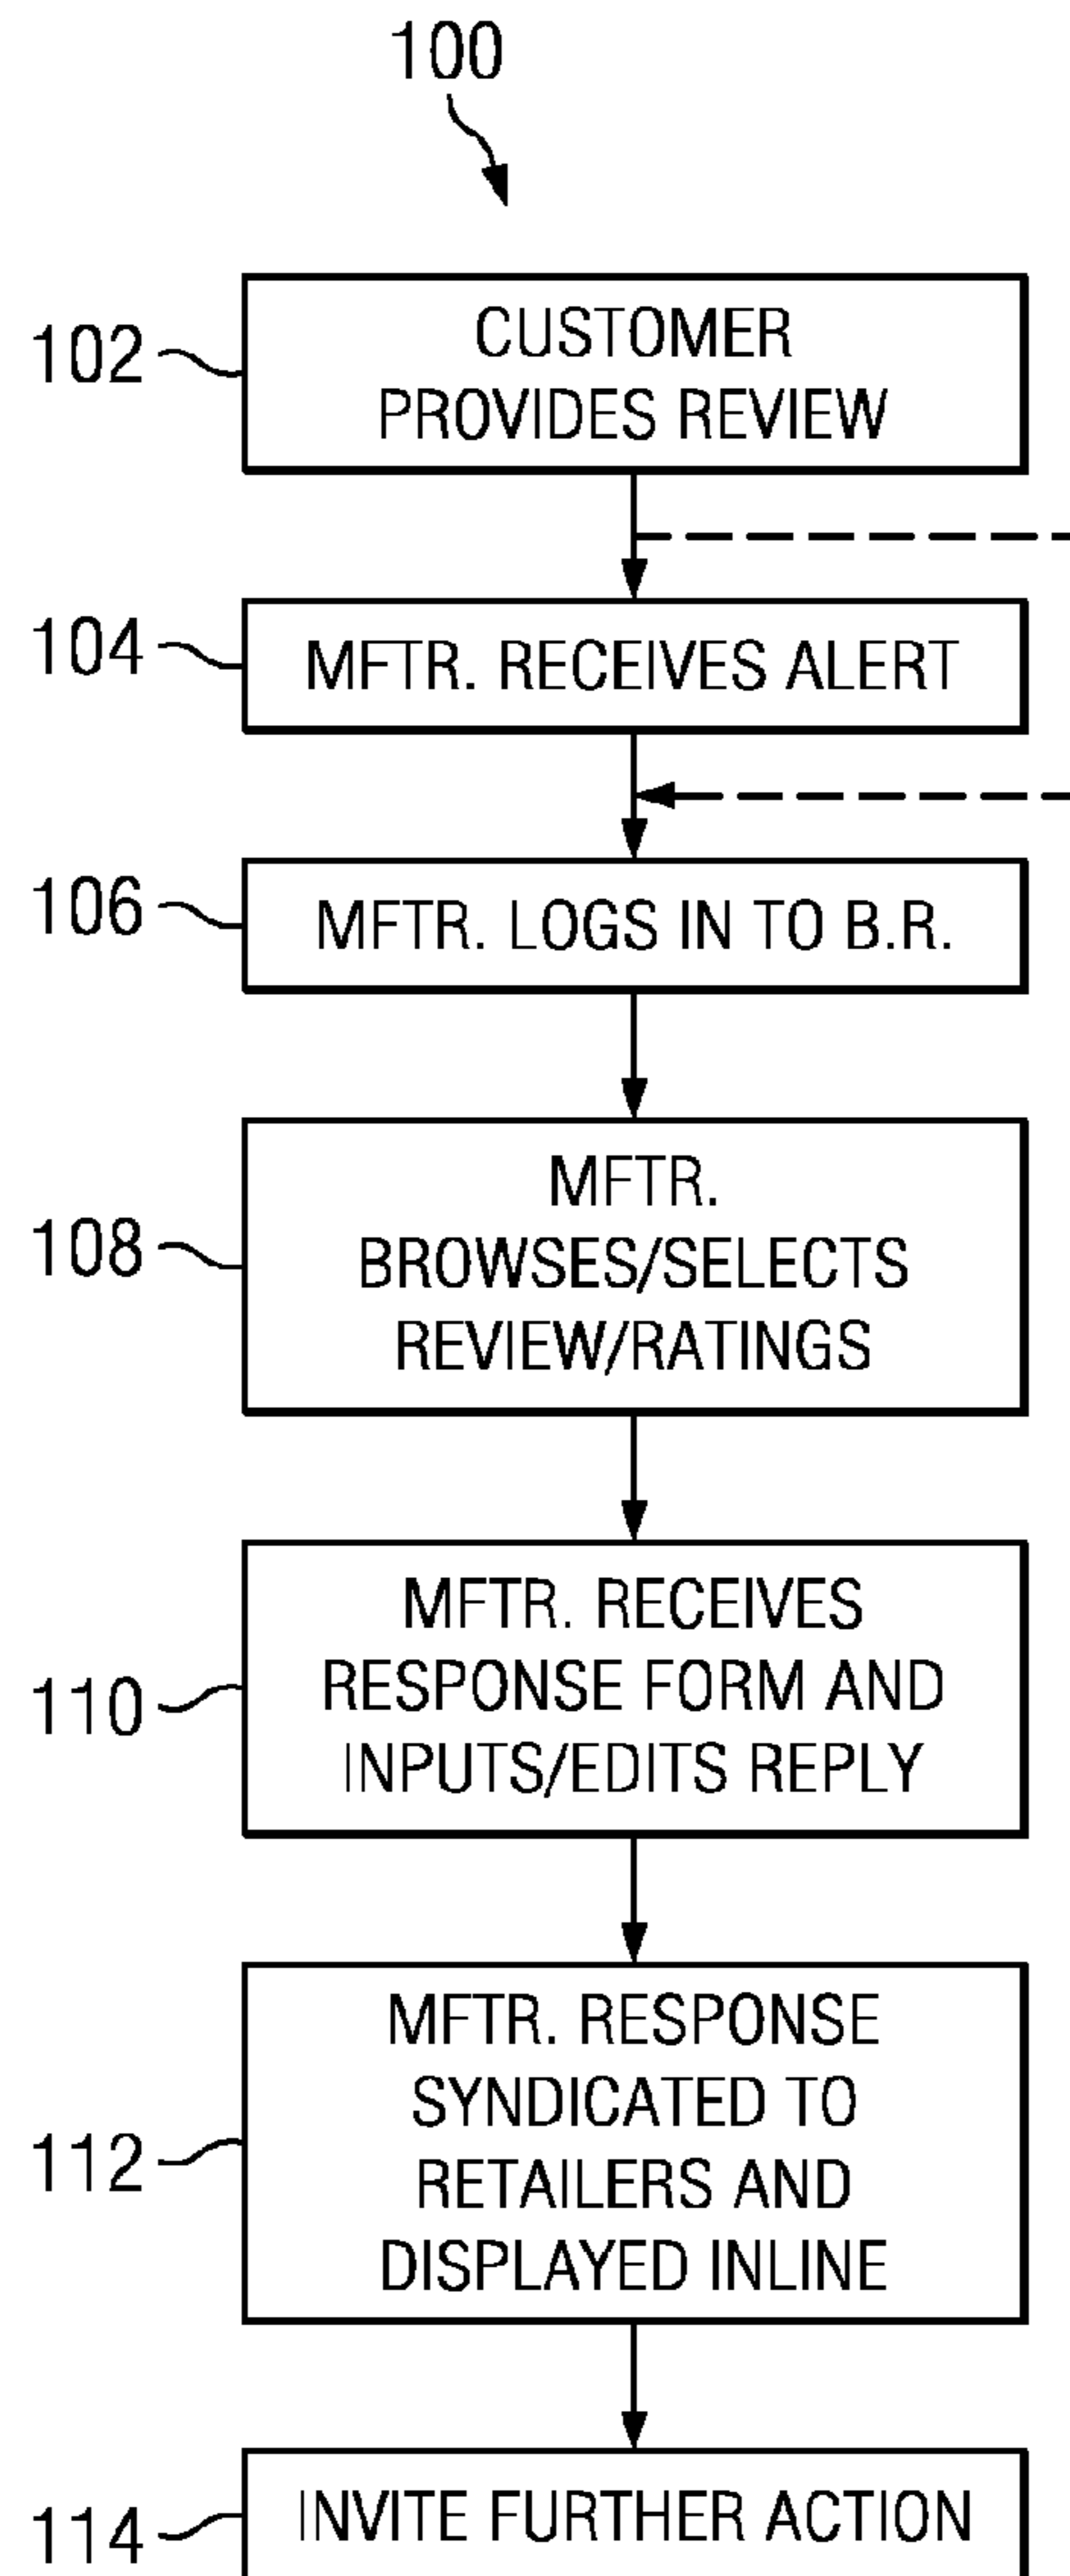 100
102
CUSTOMER
PROVIDES REVIEW
104
MFTR. RECEIVES ALERT
106
MFTR. LOGS IN TO B.R.
108
MFTR.
BROWSES/SELECTS
REVIEW/RATINGS
110
MFTR. RECEIVES
RESPONSE FORM AND
INPUTS/EDITS REPLY
112
MFTR. RESPONSE
SYNDICATED TO
RETAILERS AND
DISPLAYED INLINE
114
INVITE FURTHER ACTION